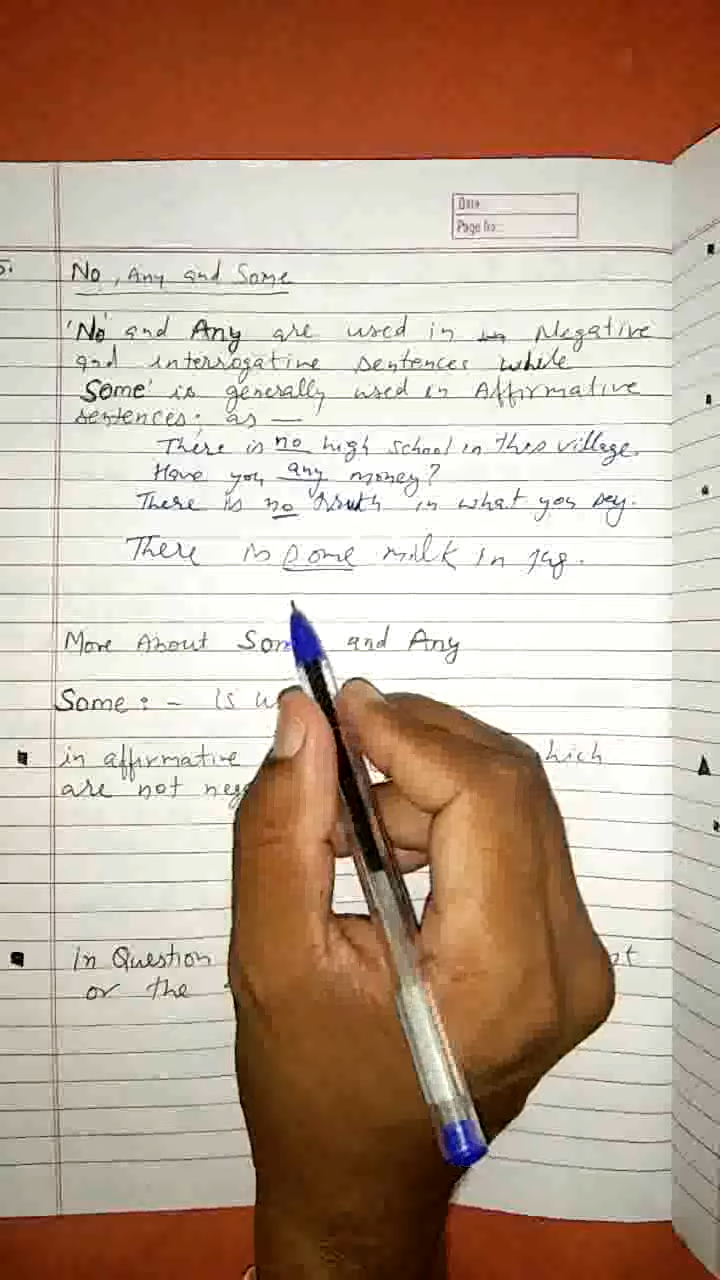 Date
Page No.
5.
No, Any and Some
'No' and Any are used in Negative
and interrogative sentences while
'Some' is generally used in Affirmative
sentences; as —
There is no high school in this village.
Have you any money?
There is no truth in what you say.
There is some milk in jug.
More About Some and Any
Some : - is
in affirmative which
are not
In Question
or the